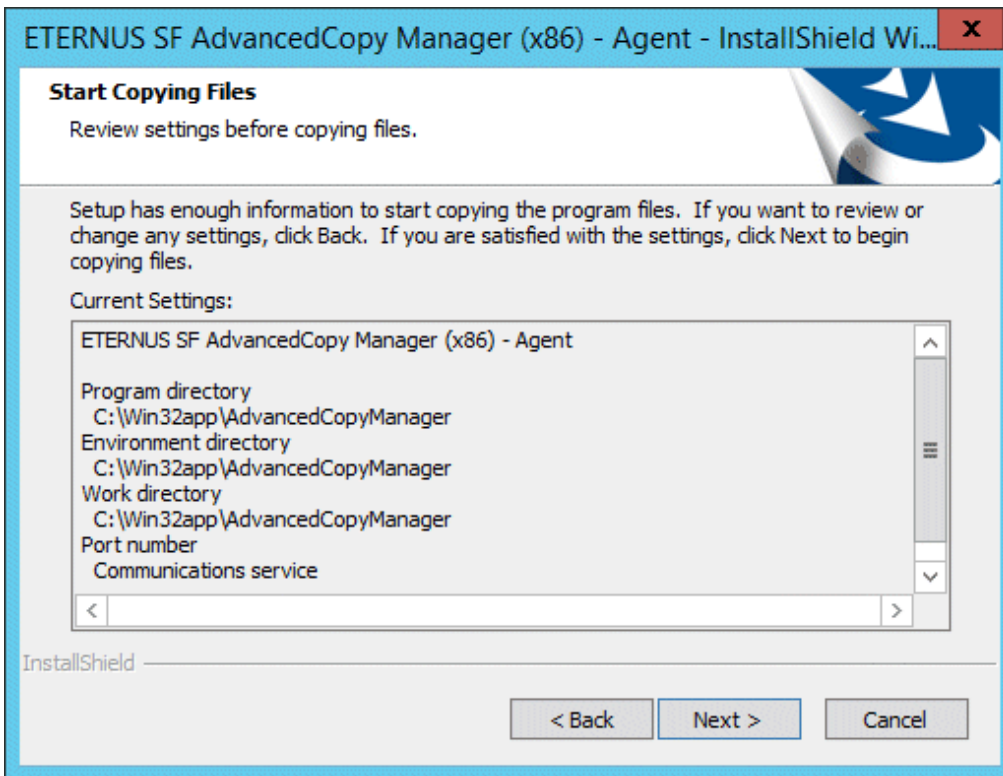 ETERNUS SF AdvancedCopy Manager (x86) - Agent - InstallShield Wi...
x
Start Copying Files
Review settings before copying files.
Setup has enough information to start copying the program files.  If you want to review or
change any settings, click Back.  If you are satisfied with the settings, click Next to begin
copying files.
Current Settings:
ETERNUS SF AdvancedCopy Manager (x86) - Agent
Program directory
C:\Win32app\AdvancedCopyManager
Environment directory
C:\Win32app\AdvancedCopyManager
Work directory
C:\Win32app\AdvancedCopyManager
Port number
Communications service
InstallShield
< Back
Next >
Cancel